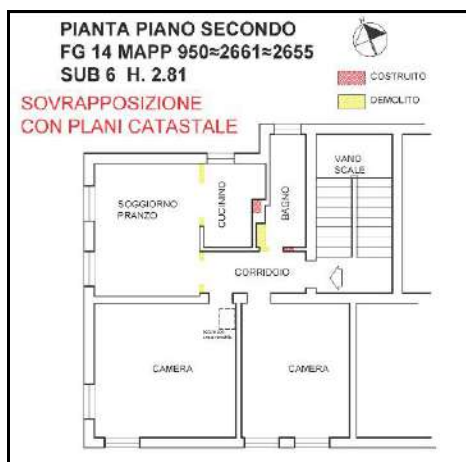 PIANTA PIANO SECONDO
FG 14 MAPP 950≈2661≈2655
SUB 6 H. 2.81
SOVRAPPOSIZIONE
CON PLANI CATASTALE
COSTRUITO
DEMOLITO
VANO
SCALE
SOGGIORNO
PRANZO
CUCININO
BAGNO
CORRIDOIO
CAMERA
CAMERA